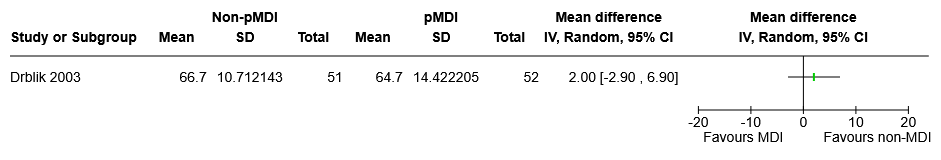 Non-pMDI pMDI Mean difference Mean difference
Study or Subgroup Mean SD Total Mean SD Total IV, Random, 95% CI IV, Random, 95% CI
Drblik 2003 66.7 10.712143 51 64.7 14.422205 52 2.00 [-2.90 , 6.90]
-20 -10 0 10 20
Favours MDI Favours non-MDI